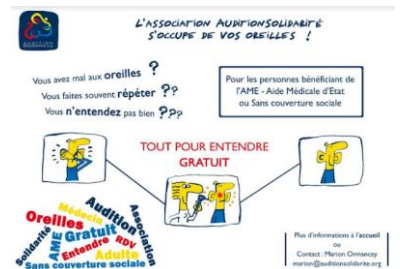 L'ASSOCIATION AUDITIONSOLIDARITÉ
S'OCCUPE DE VOS OREILLES !
Vous avez mal aux oreilles ?
Vous faites souvent répéter ??
Vous n'entendez pas bien ???
Pour les personnes bénéficiant de
l'AME - Aide Médicale d'Etat
ou Sans couverture sociale
TOUT POUR ENTENDRE
GRATUIT
Médecin
Audition
Association
Oreilles
Solidarité
AME
Gratuit
Entendre
RDV
Adulte
Sans couverture sociale
Plus d'informations à l'accueil
ou
Contact : Marion Ormancey
marion@auditionsolidarite.org